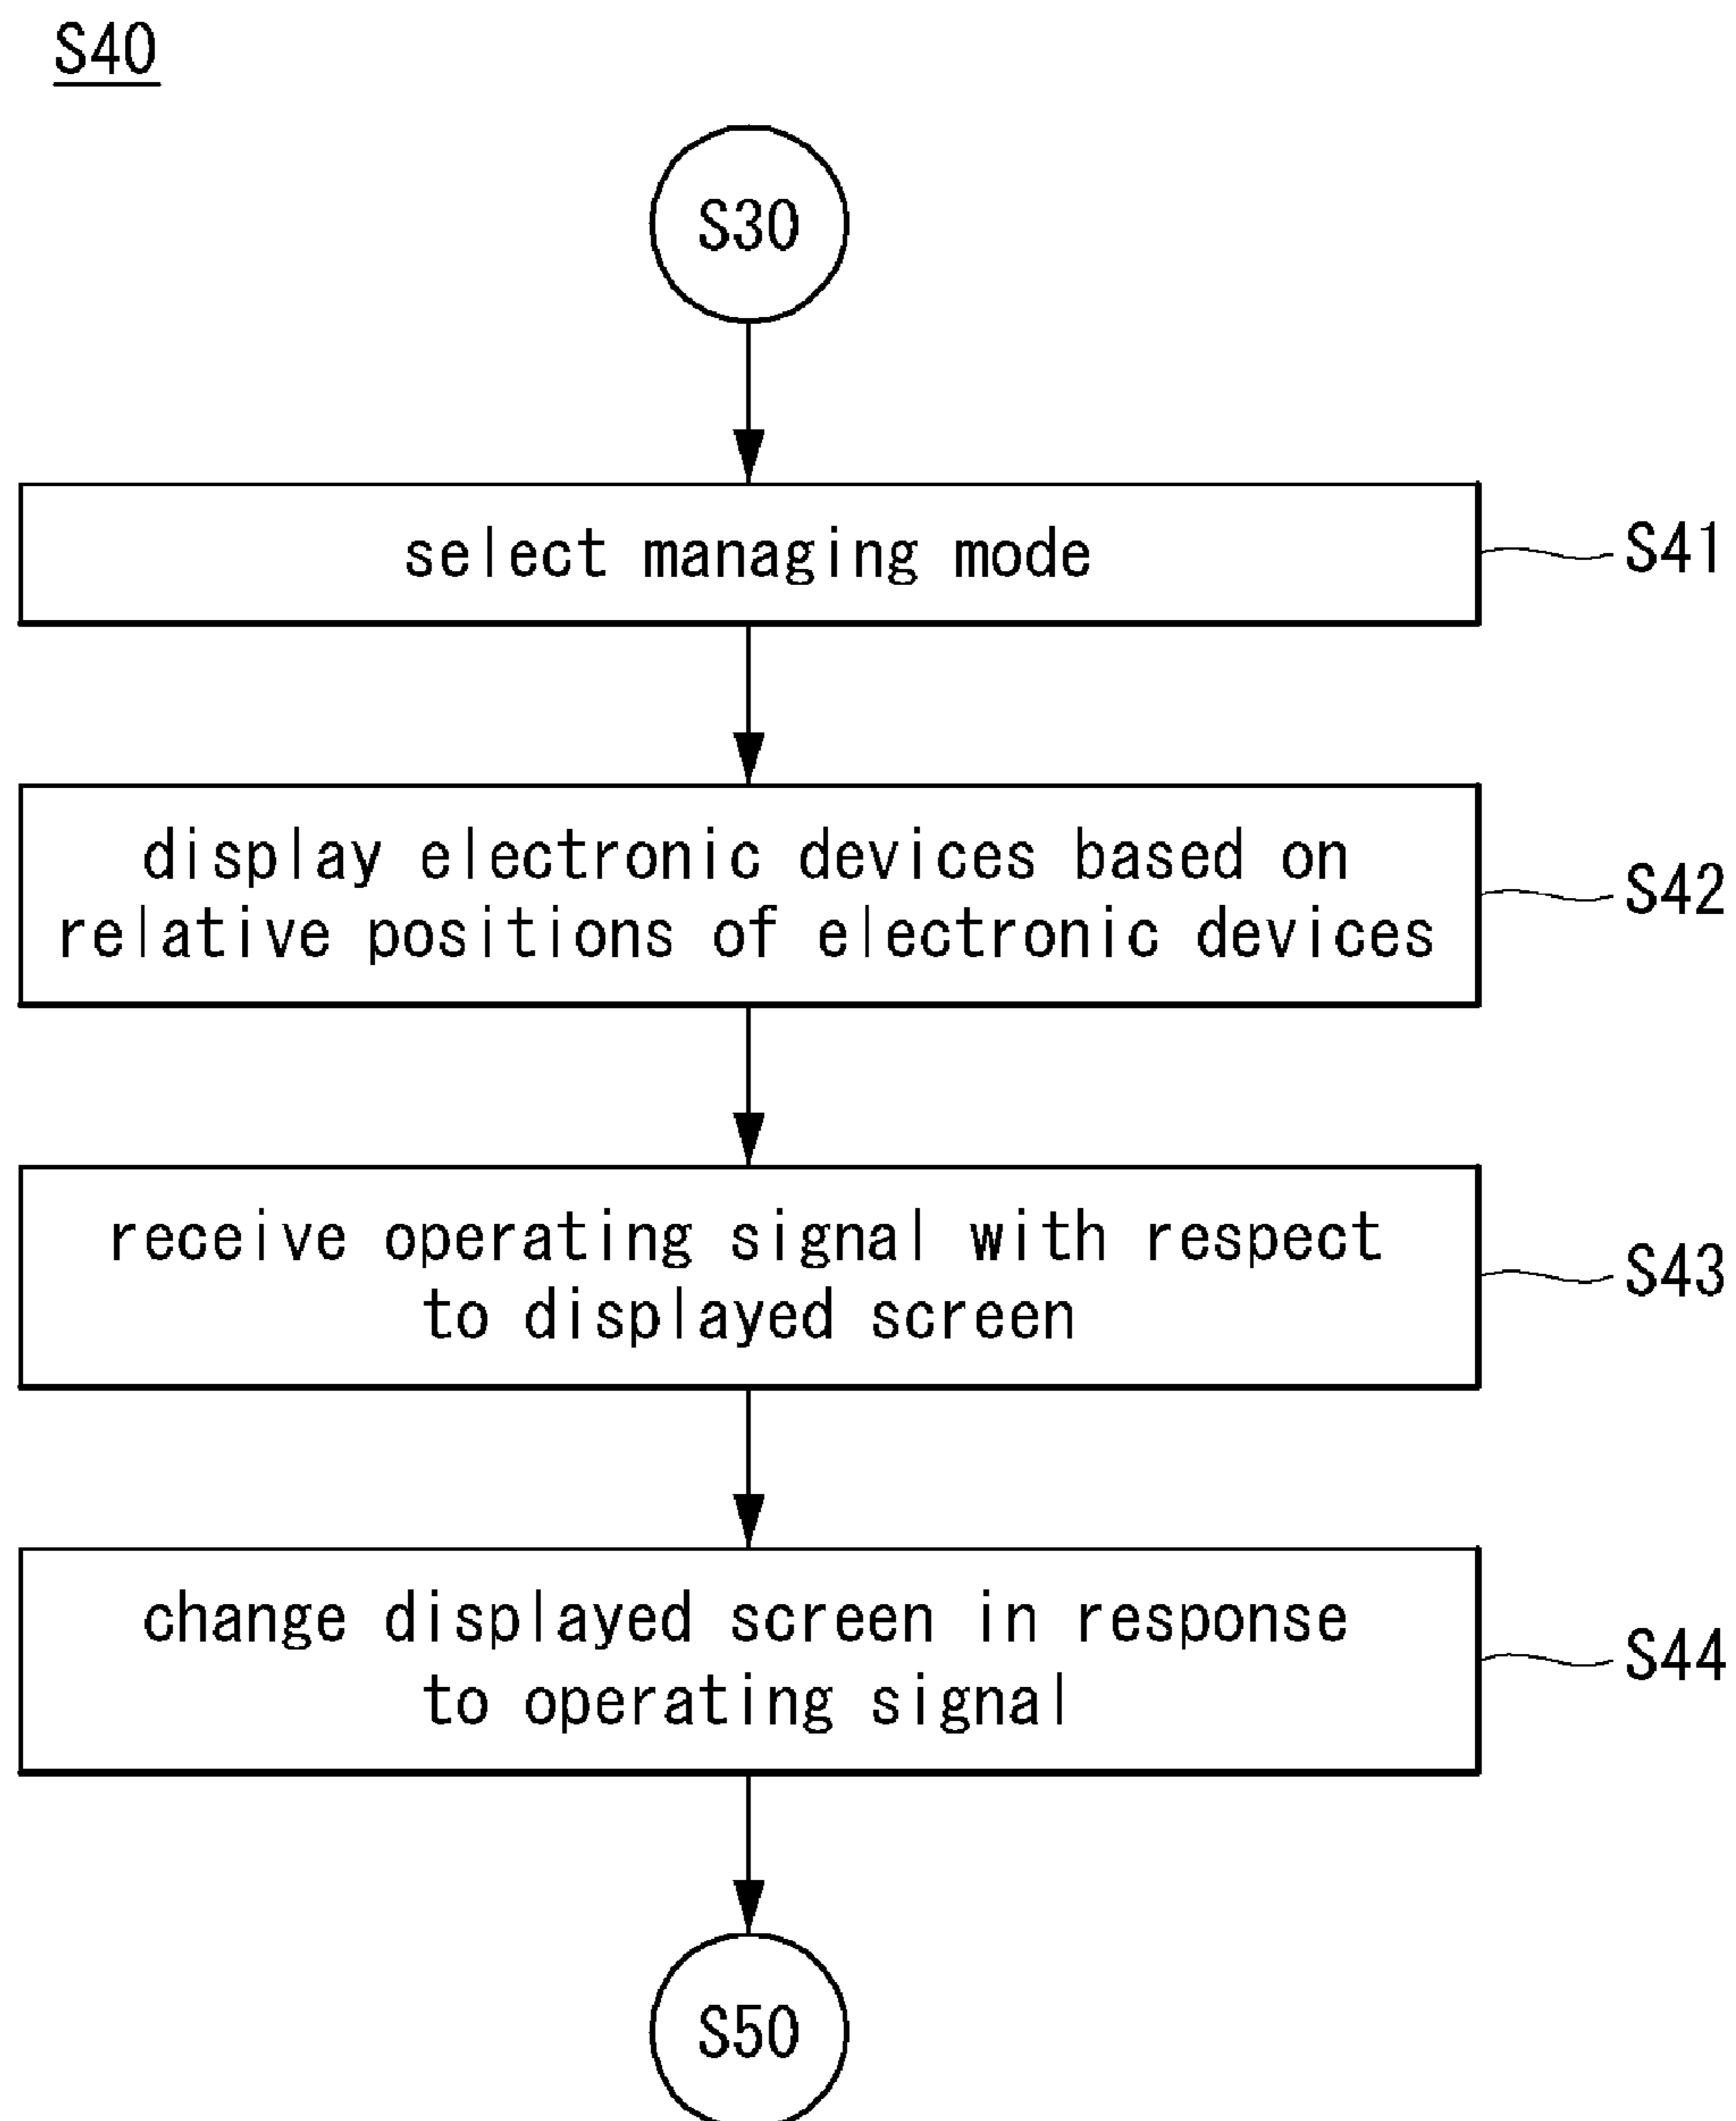 S40
S30
select managing mode
S41
display electronic devices based on
relative positions of electronic devices
S42
receive operating signal with respect
to displayed screen
S43
change displayed screen in response
to operating signal
S44
S50